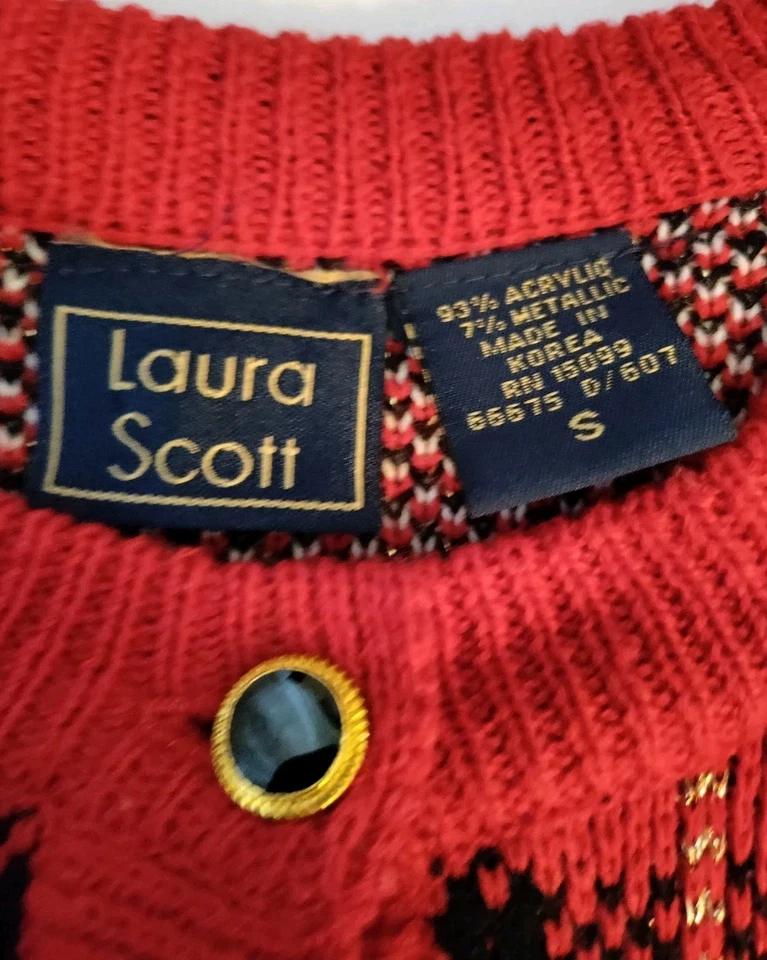 Laura
Scott
93% ACRYLIC
7% METALLIC
MADE IN
KOREA
RN 15099
66675 D/607
S